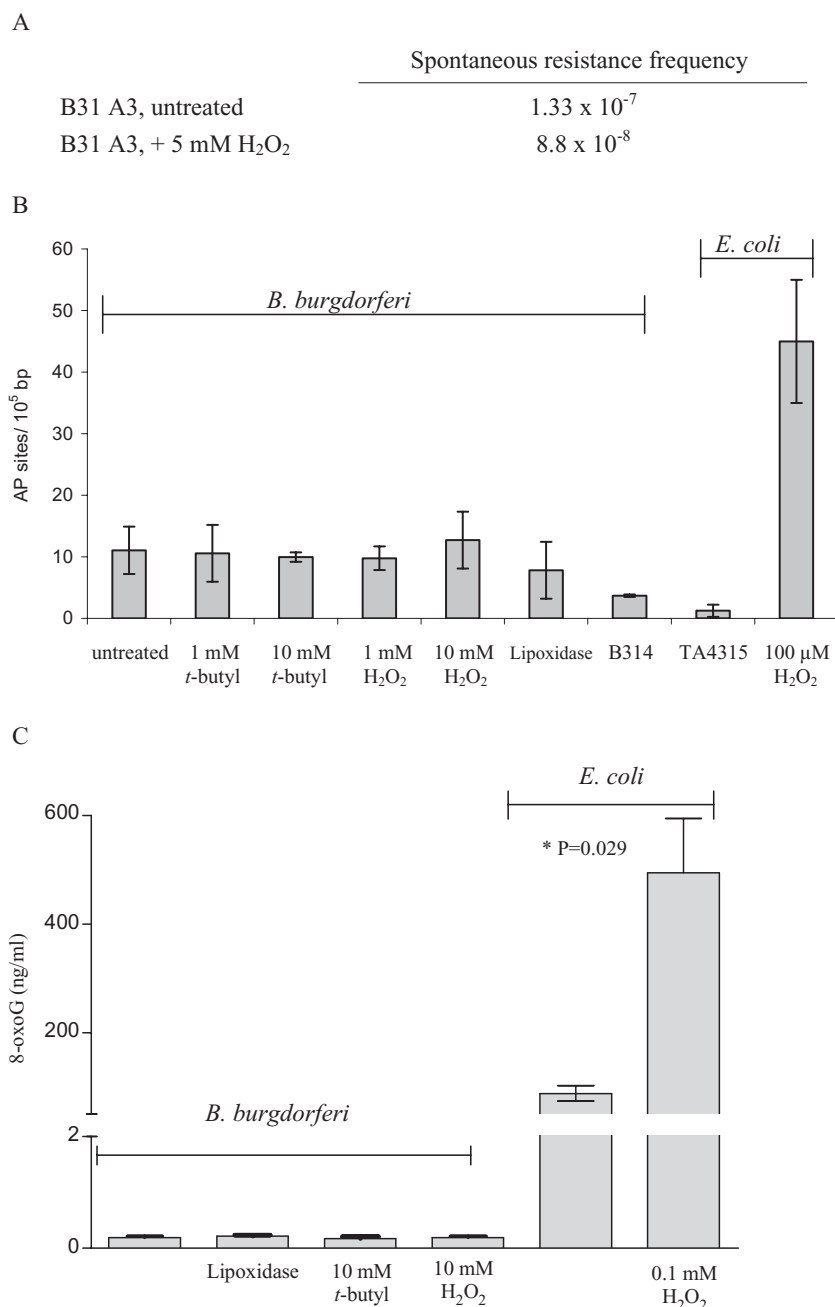 A
Spontaneous resistance frequency
B31 A3, untreated 1.33 x 10⁻⁷
B31 A3, + 5 mM H₂O₂ 8.8 x 10⁻⁸
B
60
50
40
30
20
10
0
AP sites/ 10⁵ bp
B. burgdorferi
E. coli
untreated
1 mM
t-butyl
10 mM
t-butyl
1 mM
H₂O₂
10 mM
H₂O₂
Lipoxidase
B314
TA4315
100 µM
H₂O₂
C
600
400
200
2
0
8-oxoG (ng/ml)
B. burgdorferi
E. coli
* P=0.029
Lipoxidase
10 mM
t-butyl
10 mM
H₂O₂
0.1 mM
H₂O₂